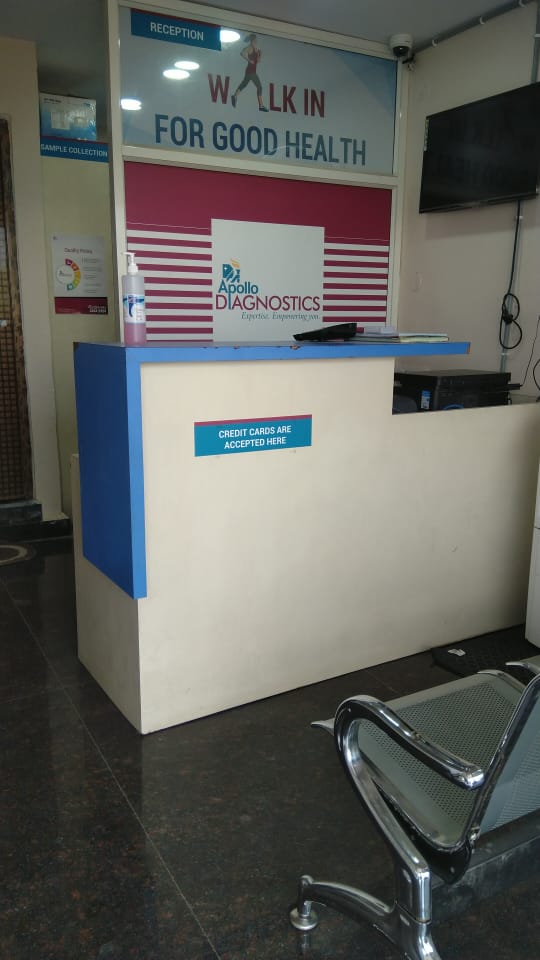 RECEPTION
WALK IN
FOR GOOD HEALTH
SAMPLE COLLECTION
Quality Policy
Apollo
DIAGNOSTICS
Expertise. Empowering you.
CREDIT CARDS ARE
ACCEPTED HERE